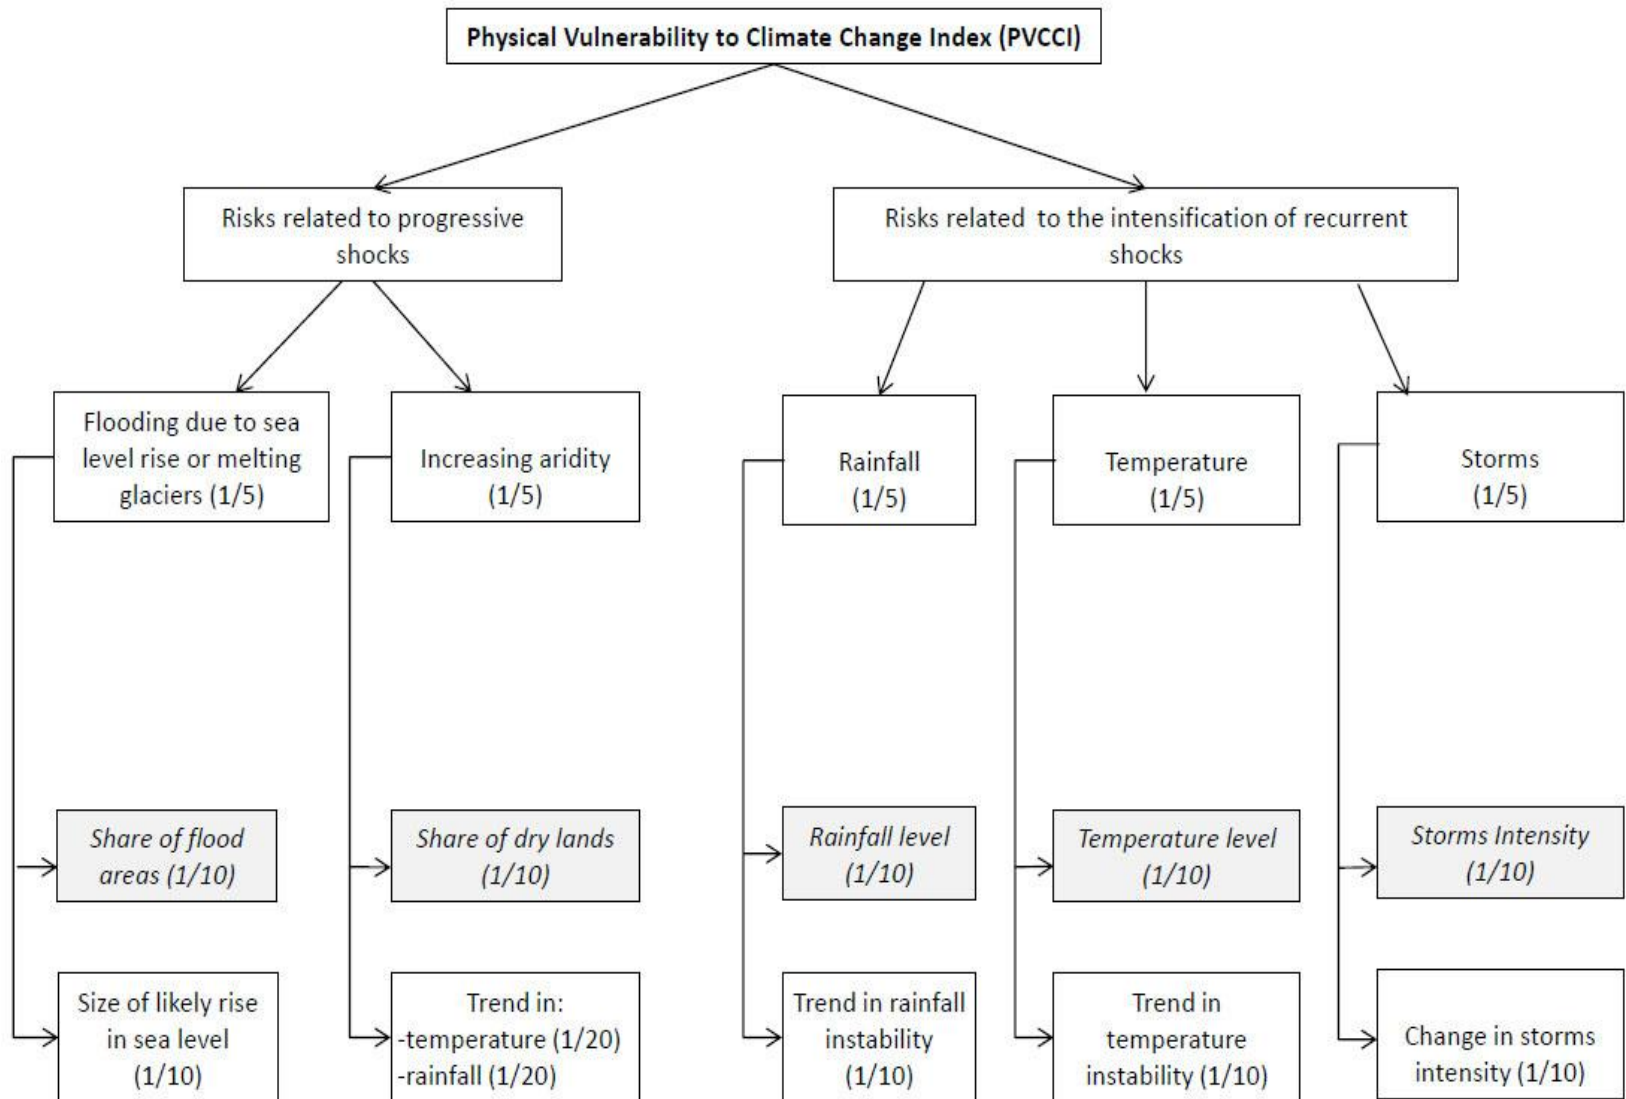 Physical Vulnerability to Climate Change Index (PVCCI)
Risks related to progressive
shocks
Risks related to the intensification of recurrent
shocks
Flooding due to sea
level rise or melting
glaciers (1/5)
Increasing aridity
(1/5)
Rainfall
(1/5)
Temperature
(1/5)
Storms
(1/5)
Share of flood
areas (1/10)
Share of dry lands
(1/10)
Rainfall level
(1/10)
Temperature level
(1/10)
Storms Intensity
(1/10)
Size of likely rise
in sea level
(1/10)
Trend in:
-temperature (1/20)
-rainfall (1/20)
Trend in rainfall
instability
(1/10)
Trend in
temperature
instability (1/10)
Change in storms
intensity (1/10)